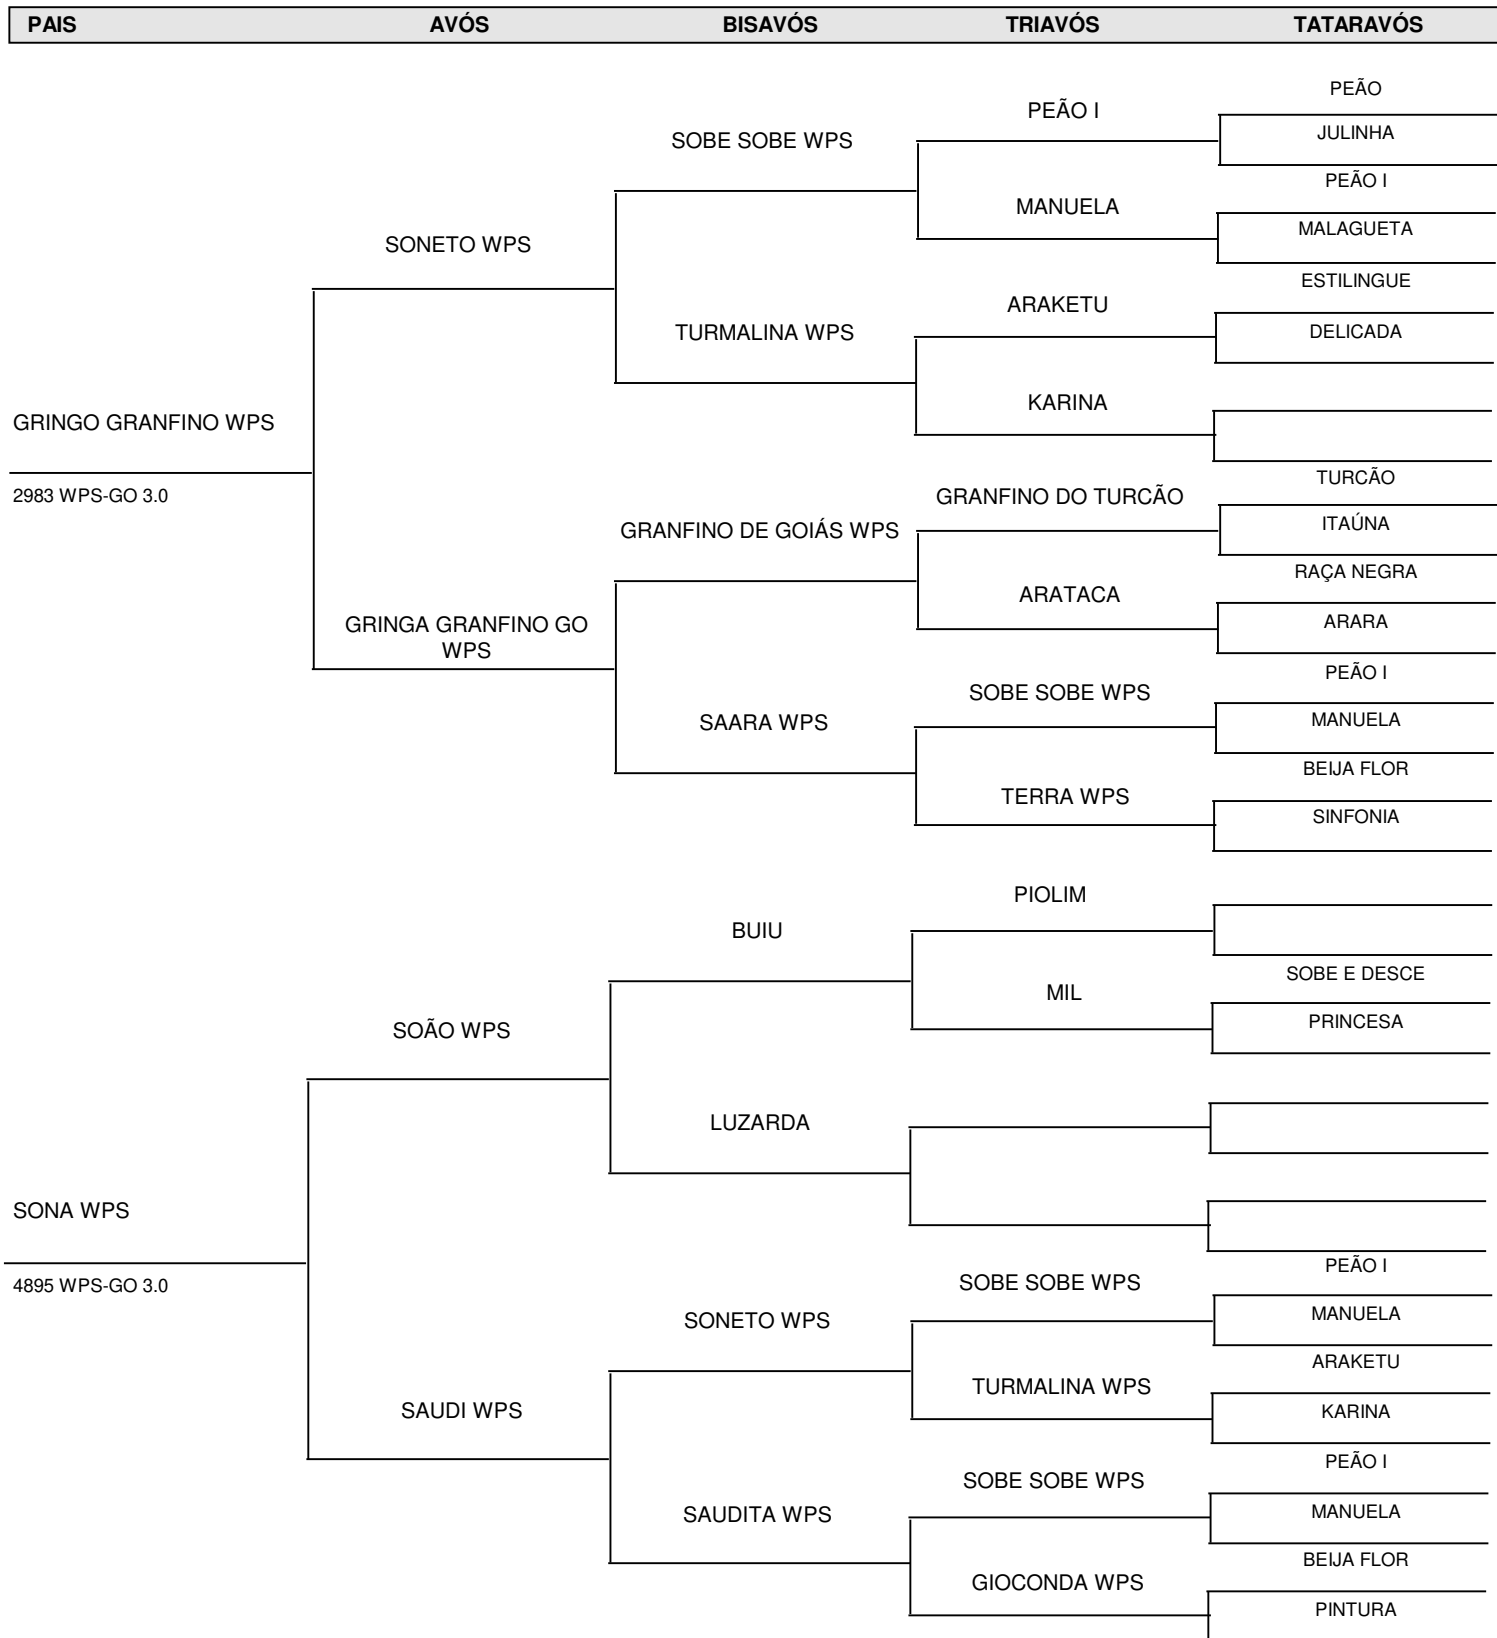 PAIS AVÓS BISAVÓS TRIAVÓS TATARAVÓS
PEÃO
PEÃO I
JULINHA
SOBE SOBE WPS
PEÃO I
MANUELA
MALAGUETA
SONETO WPS
ESTILINGUE
ARAKETU
TURMALINA WPS
DELICADA
KARINA
GRINGO GRANFINO WPS
TURCÃO
2983 WPS-GO 3.0
GRANFINO DO TURCÃO
ITAÚNA
GRANFINO DE GOIÁS WPS
RAÇA NEGRA
ARATACA
ARARA
GRINGA GRANFINO GO
WPS
PEÃO I
SOBE SOBE WPS
SAARA WPS
MANUELA
BEIJA FLOR
TERRA WPS
SINFONIA
PIOLIM
BUIU
SOBE E DESCE
MIL
PRINCESA
SOÃO WPS
LUZARDA
SONA WPS
PEÃO I
4895 WPS-GO 3.0
SOBE SOBE WPS
SONETO WPS
MANUELA
ARAKETU
TURMALINA WPS
SAUDI WPS
KARINA
PEÃO I
SOBE SOBE WPS
SAUDITA WPS
MANUELA
BEIJA FLOR
GIOCONDA WPS
PINTURA